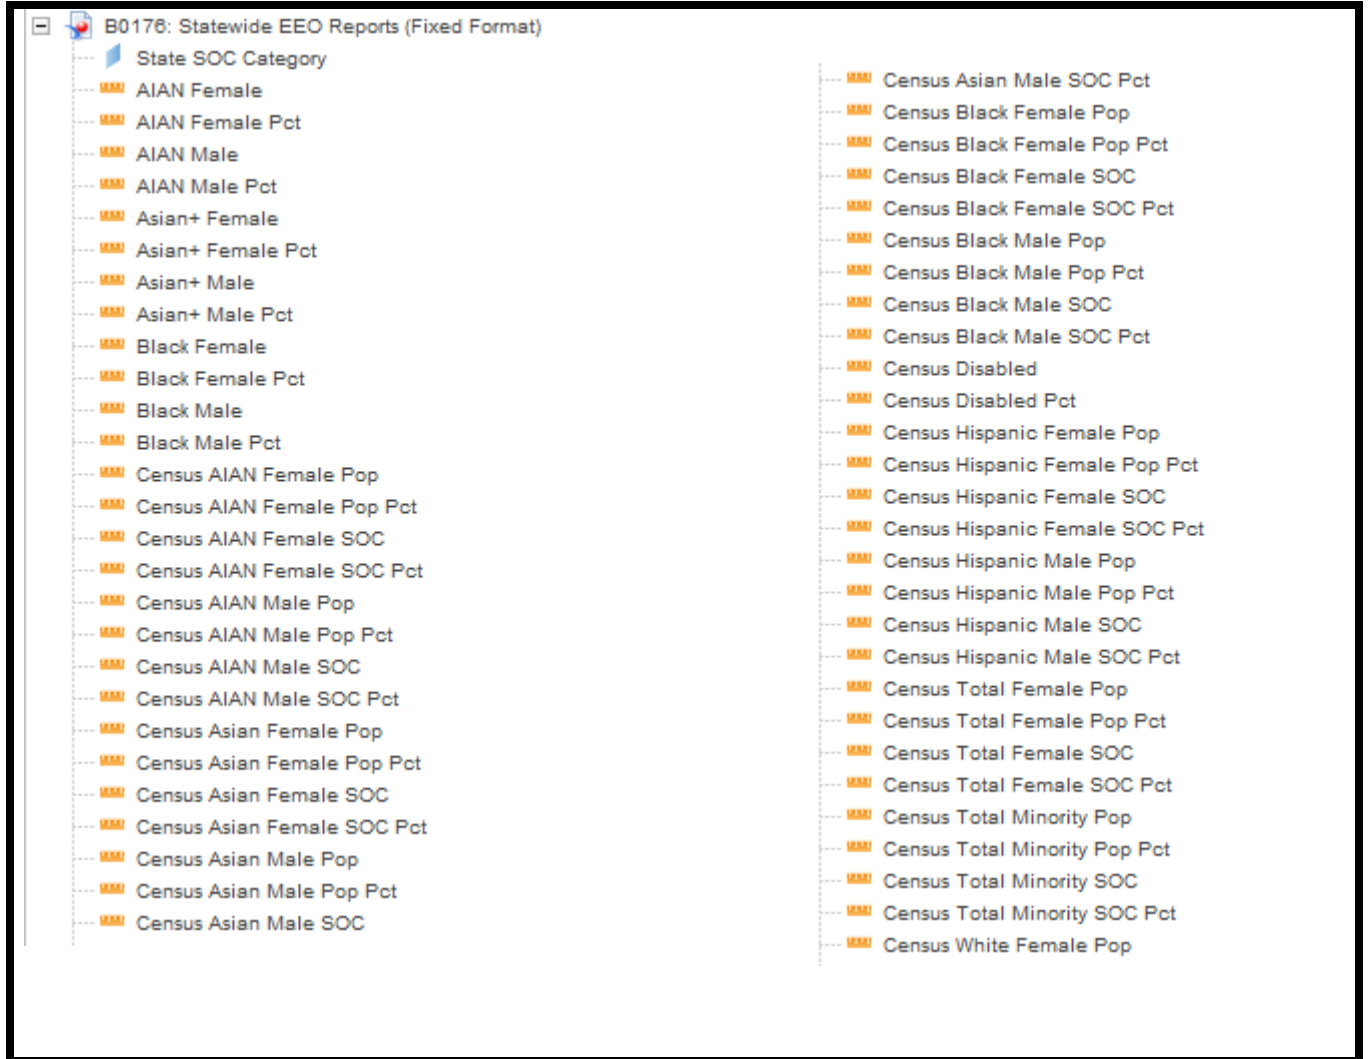 B0176: Statewide EEO Reports (Fixed Format)
State SOC Category
AIAN Female
AIAN Female Pct
AIAN Male
AIAN Male Pct
Asian+ Female
Asian+ Female Pct
Asian+ Male
Asian+ Male Pct
Black Female
Black Female Pct
Black Male
Black Male Pct
Census AIAN Female Pop
Census AIAN Female Pop Pct
Census AIAN Female SOC
Census AIAN Female SOC Pct
Census AIAN Male Pop
Census AIAN Male Pop Pct
Census AIAN Male SOC
Census AIAN Male SOC Pct
Census Asian Female Pop
Census Asian Female Pop Pct
Census Asian Female SOC
Census Asian Female SOC Pct
Census Asian Male Pop
Census Asian Male Pop Pct
Census Asian Male SOC
Census Asian Male SOC Pct
Census Black Female Pop
Census Black Female Pop Pct
Census Black Female SOC
Census Black Female SOC Pct
Census Black Male Pop
Census Black Male Pop Pct
Census Black Male SOC
Census Black Male SOC Pct
Census Disabled
Census Disabled Pct
Census Hispanic Female Pop
Census Hispanic Female Pop Pct
Census Hispanic Female SOC
Census Hispanic Female SOC Pct
Census Hispanic Male Pop
Census Hispanic Male Pop Pct
Census Hispanic Male SOC
Census Hispanic Male SOC Pct
Census Total Female Pop
Census Total Female Pop Pct
Census Total Female SOC
Census Total Female SOC Pct
Census Total Minority Pop
Census Total Minority Pop Pct
Census Total Minority SOC
Census Total Minority SOC Pct
Census White Female Pop